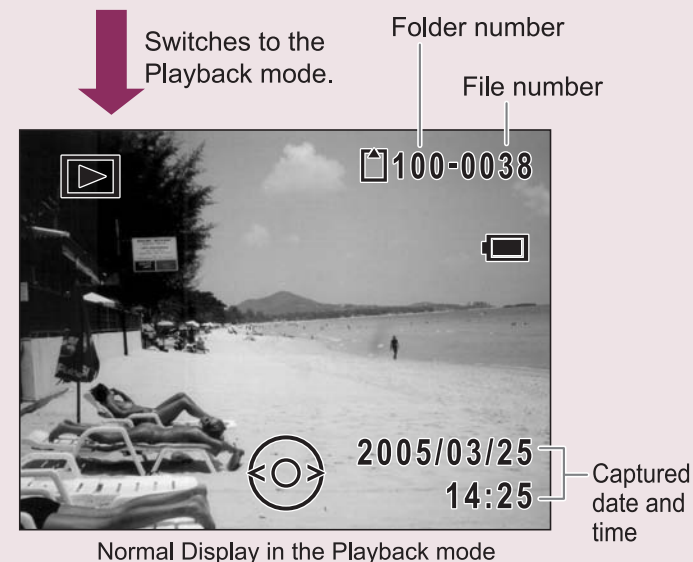 Switches to the
Playback mode.
Folder number
File number
100-0038
2005/03/25
14:25
Captured
date and
time
Normal Display in the Playback mode